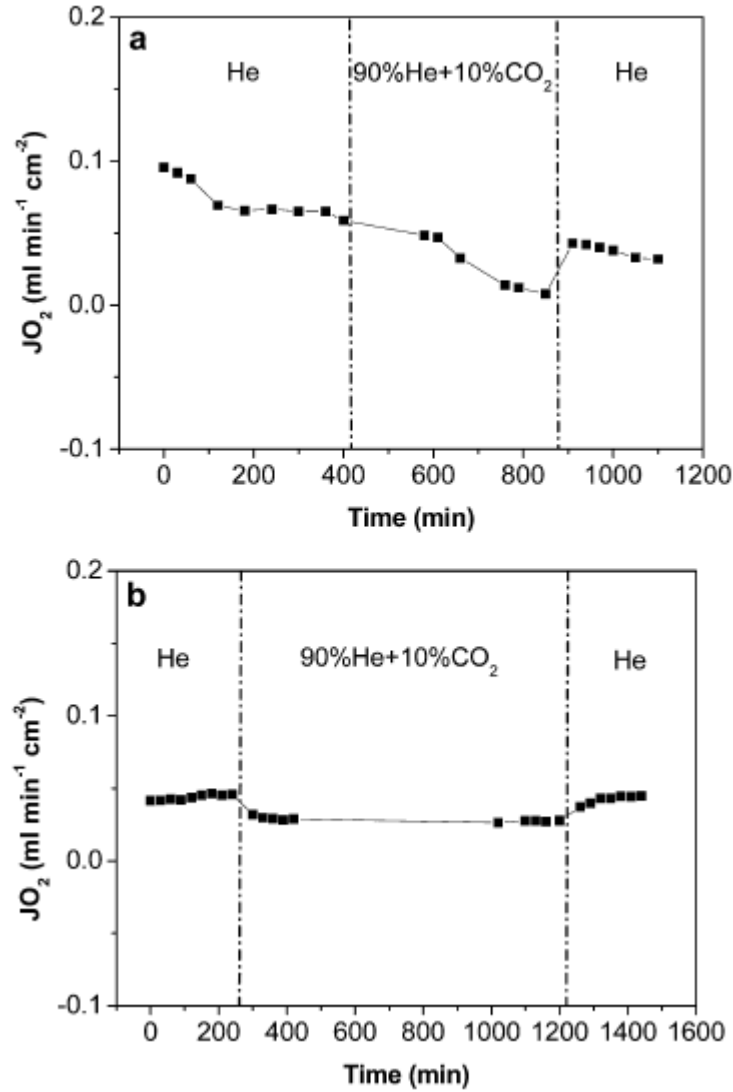 a
He
90%He+10%CO₂
He
JO₂ (ml min⁻¹ cm⁻²)
0.2
0.1
0.0
-0.1
0 200 400 600 800 1000 1200
Time (min)
b
He
90%He+10%CO₂
He
JO₂ (ml min⁻¹ cm⁻²)
0.2
0.1
0.0
-0.1
0 200 400 600 800 1000 1200 1400 1600
Time (min)